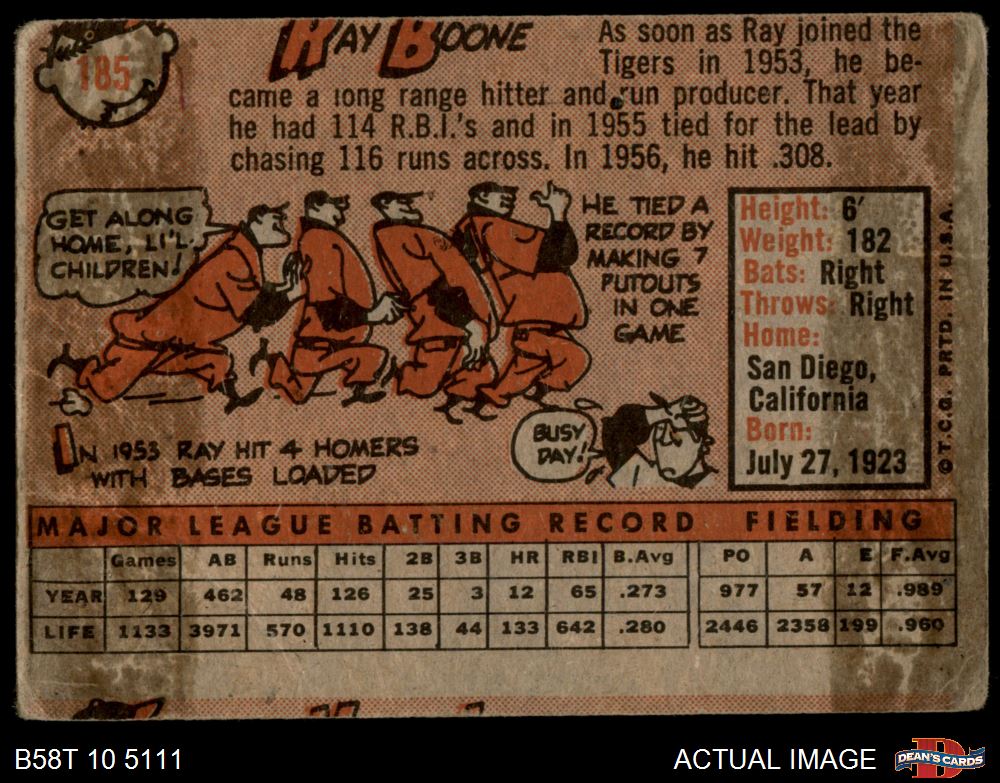 185
RAY BOONE
As soon as Ray joined the
Tigers in 1953, he be-
came a long range hitter and run producer. That year
he had 114 R.B.I.'s and in 1955 tied for the lead by
chasing 116 runs across. In 1956, he hit .308.
GET ALONG
HOME, LI'L
CHILDREN!
HE TIED A
RECORD BY
MAKING 7
PUTOUTS
IN ONE
GAME
Height: 6'
Weight: 182
Bats: Right
Throws: Right
Home:
San Diego,
California
Born:
July 27, 1923
© T.C.G. PRTD. IN U.S.A.
IN 1953 RAY HIT 4 HOMERS
WITH BASES LOADED
BUSY
DAY!
MAJOR LEAGUE BATTING RECORD FIELDING
Games AB Runs Hits 2B 3B HR RBI B.Avg PO A E F.Avg
YEAR 129 462 48 126 25 3 12 65 .273 977 57 12 .989
LIFE 1133 3971 570 1110 138 44 133 642 .280 2446 2358 199 .960
B58T 10 5111
ACTUAL IMAGE
D
DEAN'S CARDS